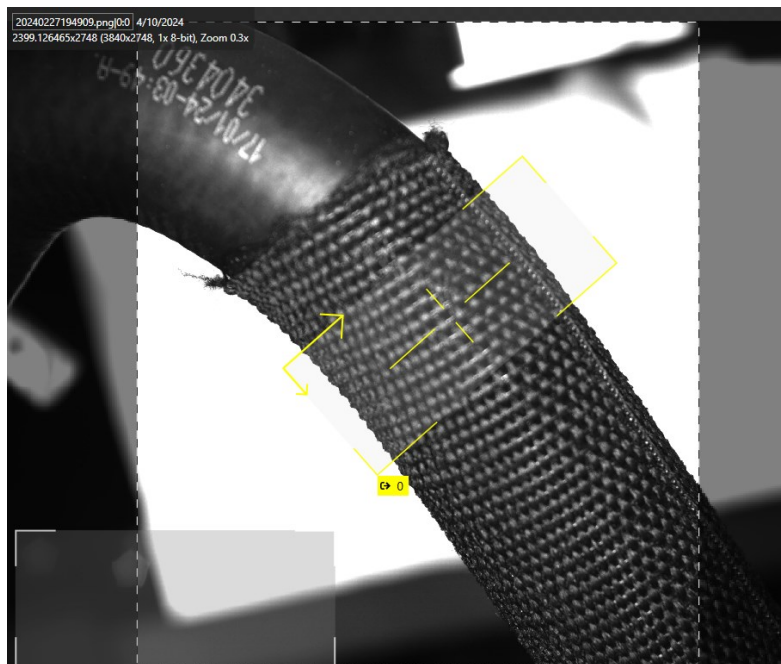 20240227194909.png|0:0 4/10/2024
2399.126465x2748 (3840x2748, 1x 8-bit), Zoom 0.3x
17/01/24-03:49-A
3404360
0